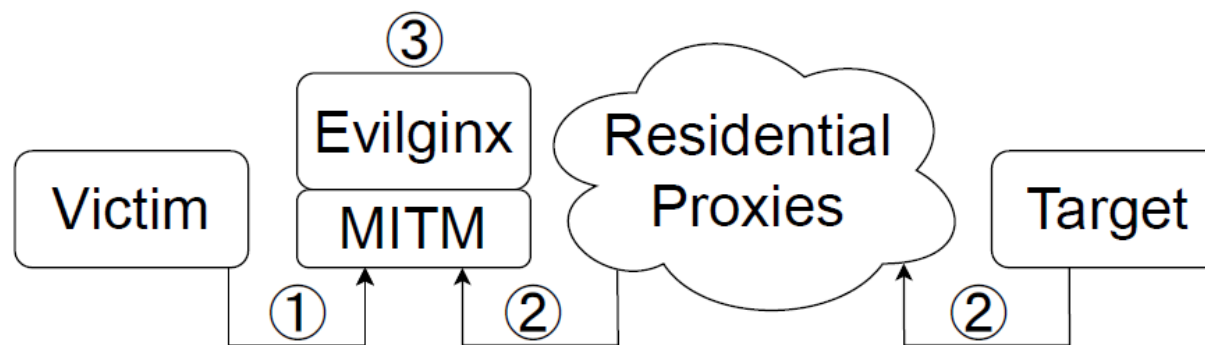 ③
Evilginx
Residential
Victim
Proxies
Target
MITM
①
②
②